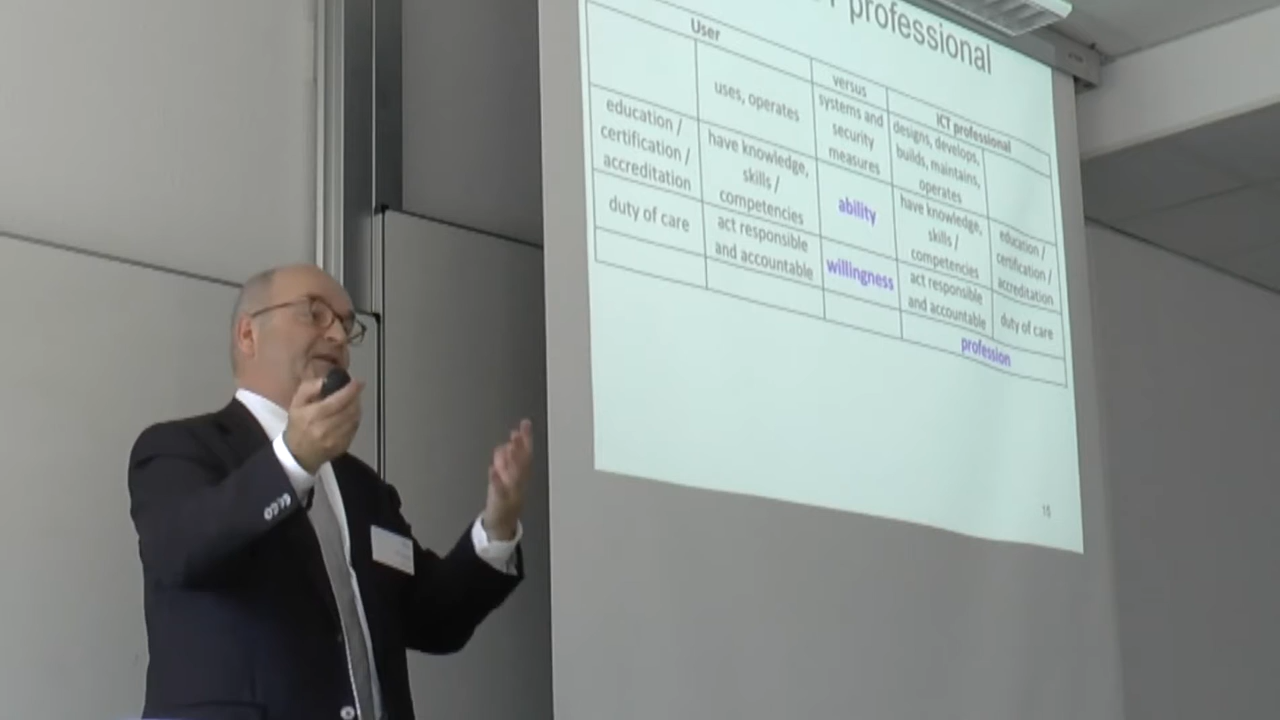 professional
User
versus
ICT professional
uses, operates
systems and
security
measures
designs, develops,
builds, maintains,
operates
education /
certification /
accreditation
have knowledge,
skills /
competencies
ability
have knowledge,
skills /
competencies
education /
certification /
accreditation
duty of care
act responsible
and accountable
willingness
act responsible
and accountable
duty of care
profession
15